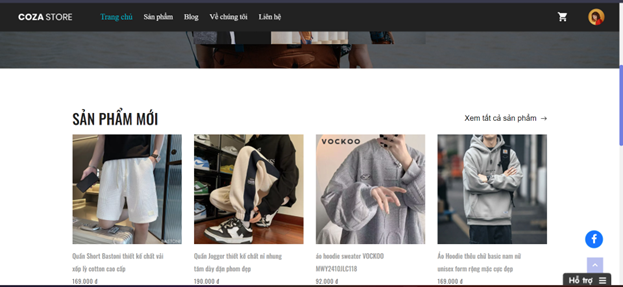 COZA STORE
Trang chủ
Sản phẩm
Blog
Về chúng tôi
Liên hệ
SẢN PHẨM MỚI
Xem tất cả sản phẩm →
VOCKOO
Quần Short Bastoni thiết kế chất vải
xốp ly cotton cao cấp
169.000 đ
Quần Jogger thiết kế chất nỉ nhung
tăm dày dặn phom đẹp
190.000 đ
áo hoodie sweater VOCKOO
MWY2410JLC118
92.000 đ
Áo Hoodie thêu chữ basic nam nữ
unisex form rộng mặc cực đẹp
169.000 đ
Hỗ trợ